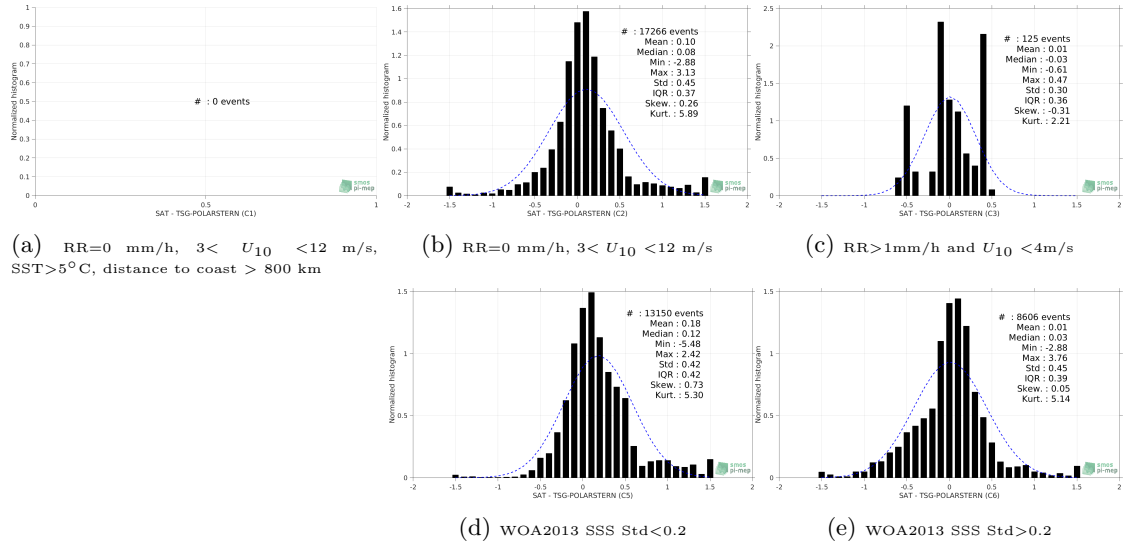 1
0.9
0.8
0.7
0.6
0.5
0.4
0.3
0.2
0.1
0
Normalized histogram
# : 0 events
smos
pi-mep
0 0.5 1
SAT - TSG-POLARSTERN (C1)
(a) RR=0 mm/h, 3< U10 <12 m/s,
SST>5°C, distance to coast > 800 km
1.6
1.4
1.2
1
0.8
0.6
0.4
0.2
0
Normalized histogram
# : 17266 events
Mean : 0.10
Median : 0.08
Min : -2.88
Max : 3.13
Std : 0.45
IQR : 0.37
Skew. : 0.26
Kurt. : 5.89
smos
pi-mep
-2 -1.5 -1 -0.5 0 0.5 1 1.5 2
SAT - TSG-POLARSTERN (C2)
(b) RR=0 mm/h, 3< U10 <12 m/s
2.5
2
1.5
1
0.5
0
Normalized histogram
# : 125 events
Mean : 0.01
Median : -0.03
Min : -0.61
Max : 0.47
Std : 0.30
IQR : 0.36
Skew. : -0.31
Kurt. : 2.21
smos
pi-mep
-2 -1.5 -1 -0.5 0 0.5 1 1.5 2
SAT - TSG-POLARSTERN (C3)
(c) RR>1mm/h and U10 <4m/s
1.5
1
0.5
0
Normalized histogram
# : 13150 events
Mean : 0.18
Median : 0.12
Min : -5.48
Max : 2.42
Std : 0.42
IQR : 0.42
Skew. : 0.73
Kurt. : 5.30
smos
pi-mep
-2 -1.5 -1 -0.5 0 0.5 1 1.5 2
SAT - TSG-POLARSTERN (C5)
(d) WOA2013 SSS Std<0.2
1.5
1
0.5
0
Normalized histogram
# : 8606 events
Mean : 0.01
Median : 0.03
Min : -2.88
Max : 3.76
Std : 0.45
IQR : 0.39
Skew. : 0.05
Kurt. : 5.14
smos
pi-mep
-2 -1.5 -1 -0.5 0 0.5 1 1.5 2
SAT - TSG-POLARSTERN (C6)
(e) WOA2013 SSS Std>0.2